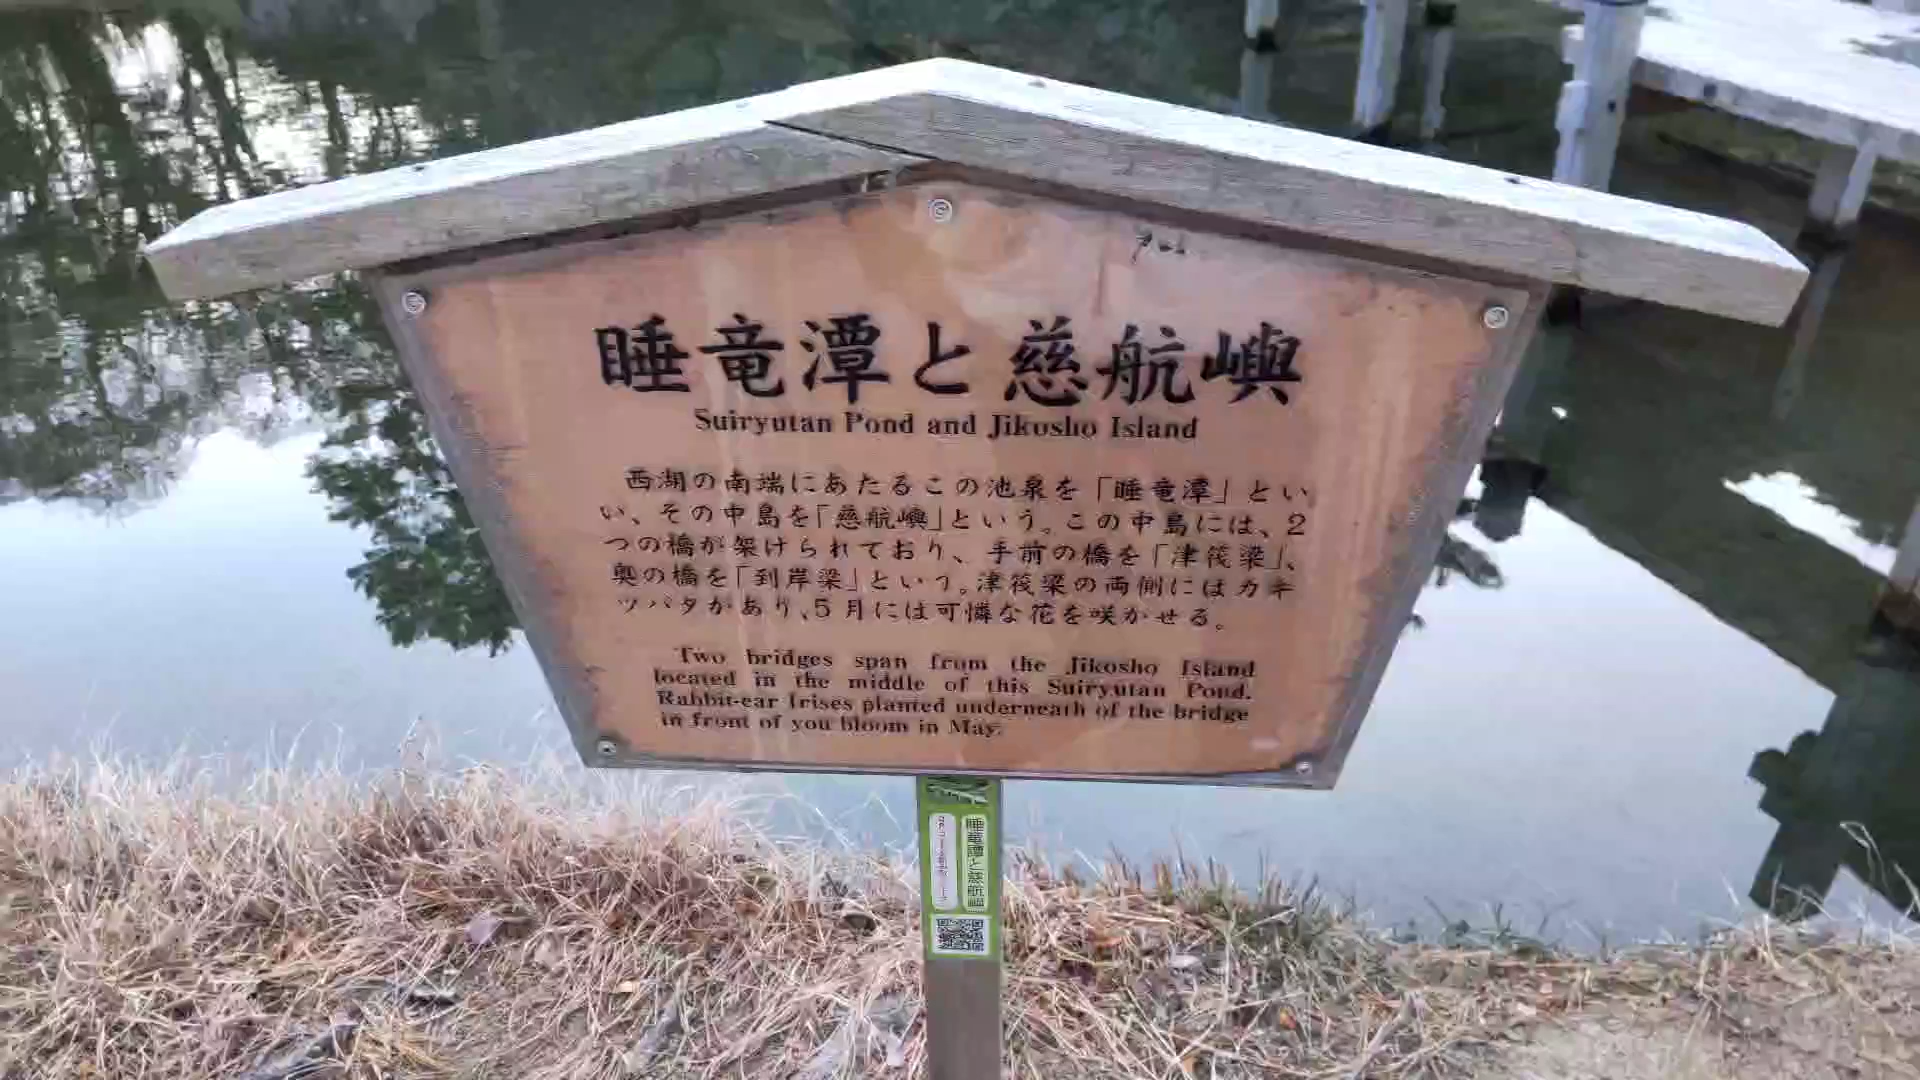 睡竜潭と慈航嶼
Suiryutan Pond and Jikosho Island
西湖の南端にあたるこの池泉を「睡竜潭」とい
い、その中島を「慈航嶼」という。この中島には、2
つの橋が架けられており、手前の橋を「津筏梁」、
奥の橋を「到岸梁」という。津筏梁の両側にはカキ
ツバタがあり、5月には可憐な花を咲かせる。
Two bridges span from the Jikosho Island
located in the middle of this Suiryutan Pond.
Rabbit-ear Irises planted underneath of the bridge
in front of you bloom in May.
睡竜潭と慈航嶼